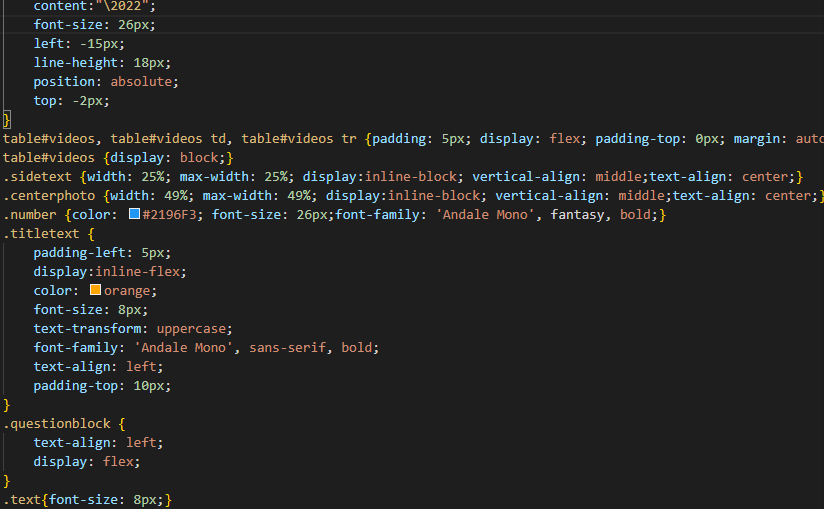 content:"\2022";
font-size: 26px;
left: -15px;
line-height: 18px;
position: absolute;
top: -2px;
}
table#videos, table#videos td, table#videos tr {padding: 5px; display: flex; padding-top: 0px; margin: auto
table#videos {display: block;}
.sidetext {width: 25%; max-width: 25%; display:inline-block; vertical-align: middle;text-align: center;}
.centerphoto {width: 49%; max-width: 49%; display:inline-block; vertical-align: middle;text-align: center;}
.number {color: #2196F3; font-size: 26px;font-family: 'Andale Mono', fantasy, bold;}
.titletext {
padding-left: 5px;
display:inline-flex;
color: orange;
font-size: 8px;
text-transform: uppercase;
font-family: 'Andale Mono', sans-serif, bold;
text-align: left;
padding-top: 10px;
}
.questionblock {
text-align: left;
display: flex;
}
.text{font-size: 8px;}